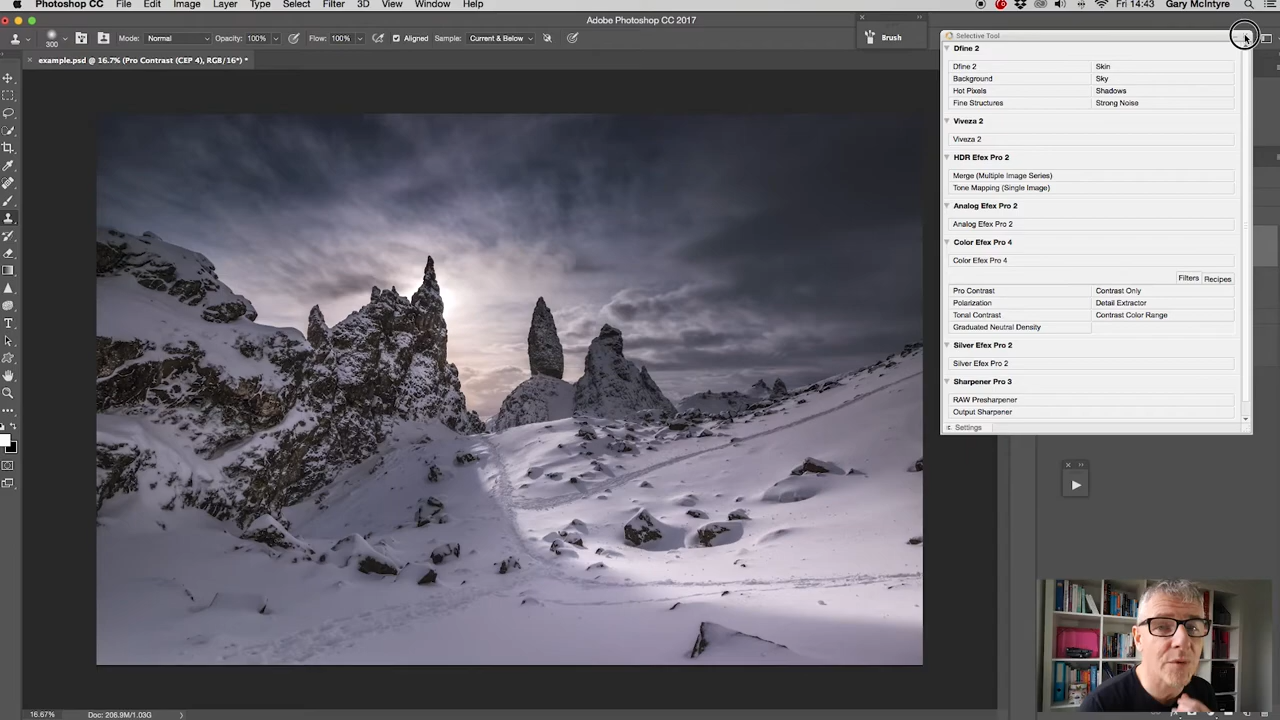 Photoshop CC File Edit Image Layer Type Select Filter 3D View Window Help Fri 14:43 Gary McIntyre
Adobe Photoshop CC 2017
300 Mode: Normal Opacity: 100% Flow: 100% Aligned Sample: Current & Below
Brush
example.psd @ 16.7% (Pro Contrast (CEP 4), RGB/16*) *
Selective Tool
Dfine 2
Dfine 2 Skin
Background Sky
Hot Pixels Shadows
Fine Structures Strong Noise
Viveza 2
Viveza 2
HDR Efex Pro 2
Merge (Multiple Image Series)
Tone Mapping (Single Image)
Analog Efex Pro 2
Analog Efex Pro 2
Color Efex Pro 4
Color Efex Pro 4
Filters Recipes
Pro Contrast Contrast Only
Polarization Detail Extractor
Tonal Contrast Contrast Color Range
Graduated Neutral Density
Silver Efex Pro 2
Silver Efex Pro 2
Sharpener Pro 3
RAW Presharpener
Output Sharpener
Settings
16.67% Doc: 206.9M/1.03G